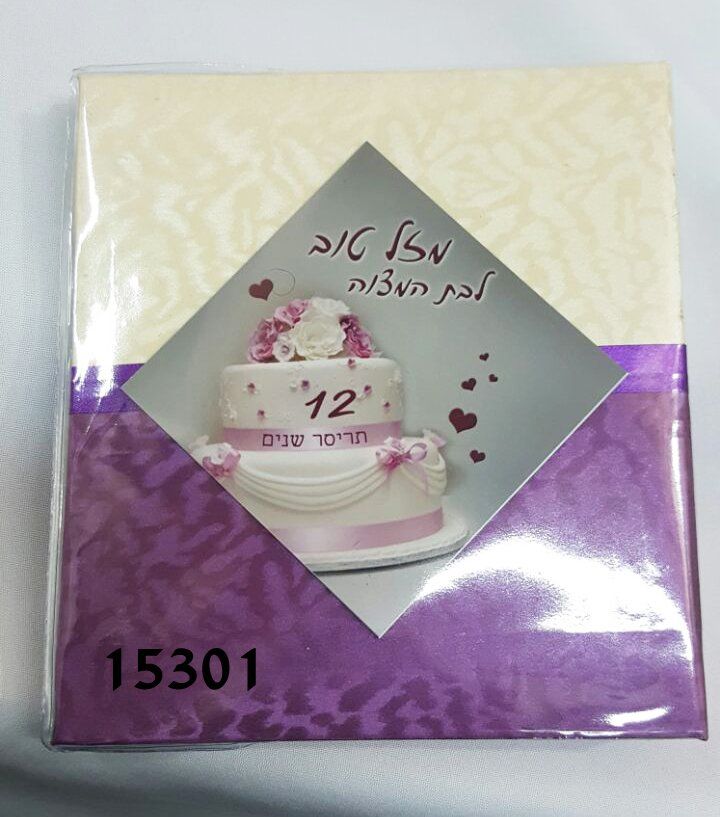 מזל טוב
לבת המצוה
12
תריסר שנים
15301